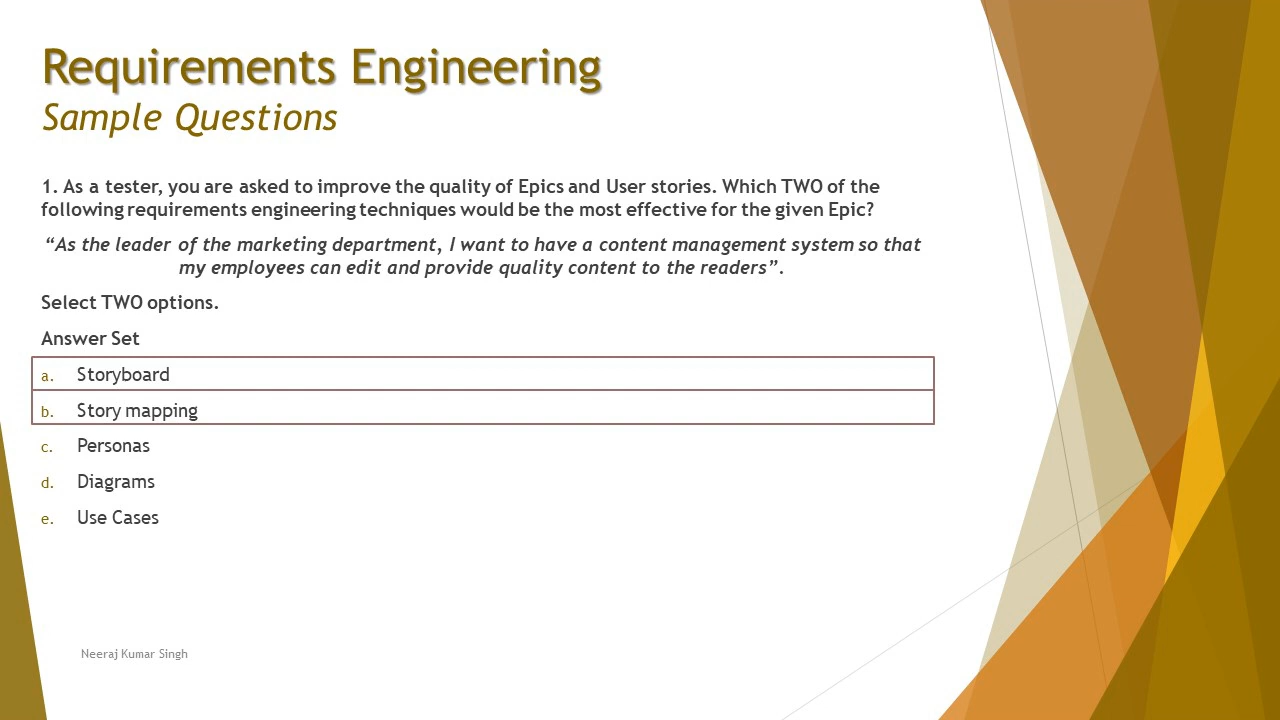 Requirements Engineering
Sample Questions
1. As a tester, you are asked to improve the quality of Epics and User stories. Which TWO of the
following requirements engineering techniques would be the most effective for the given Epic?
“As the leader of the marketing department, I want to have a content management system so that
my employees can edit and provide quality content to the readers”.
Select TWO options.
Answer Set
a. Storyboard
b. Story mapping
c. Personas
d. Diagrams
e. Use Cases
Neeraj Kumar Singh